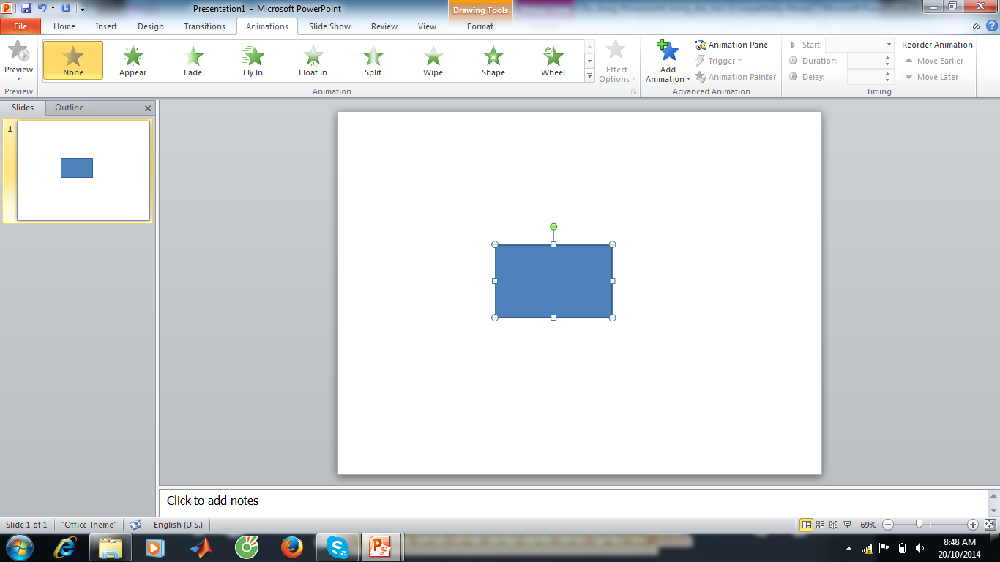 Presentation1 - Microsoft PowerPoint
Drawing Tools
File Home Insert Design Transitions Animations Slide Show Review View Format
Preview
None Appear Fade Fly In Float In Split Wipe Shape Wheel
Effect Options
Add Animation
Animation Pane
Trigger
Animation Painter
Start:
Duration:
Delay:
Reorder Animation
Move Earlier
Move Later
Preview Animation Advanced Animation Timing
Slides Outline
1
Click to add notes
Slide 1 of 1 "Office Theme" English (U.S.) 69%
8:48 AM
20/10/2014